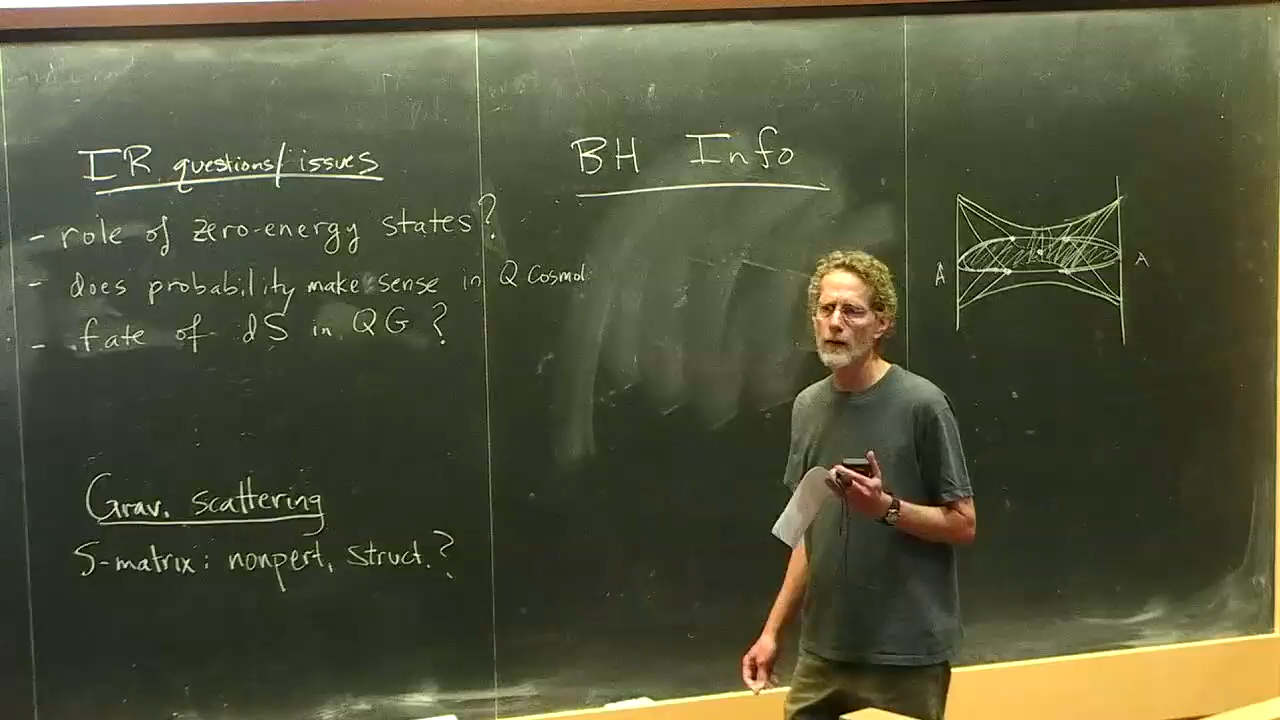 IR questions/issues
- role of zero-energy states?
- does probability make sense in Q Cosmol.
- fate of dS in QG?
Grav. scattering
S-matrix: nonpert. struct.?
BH Info
A
A